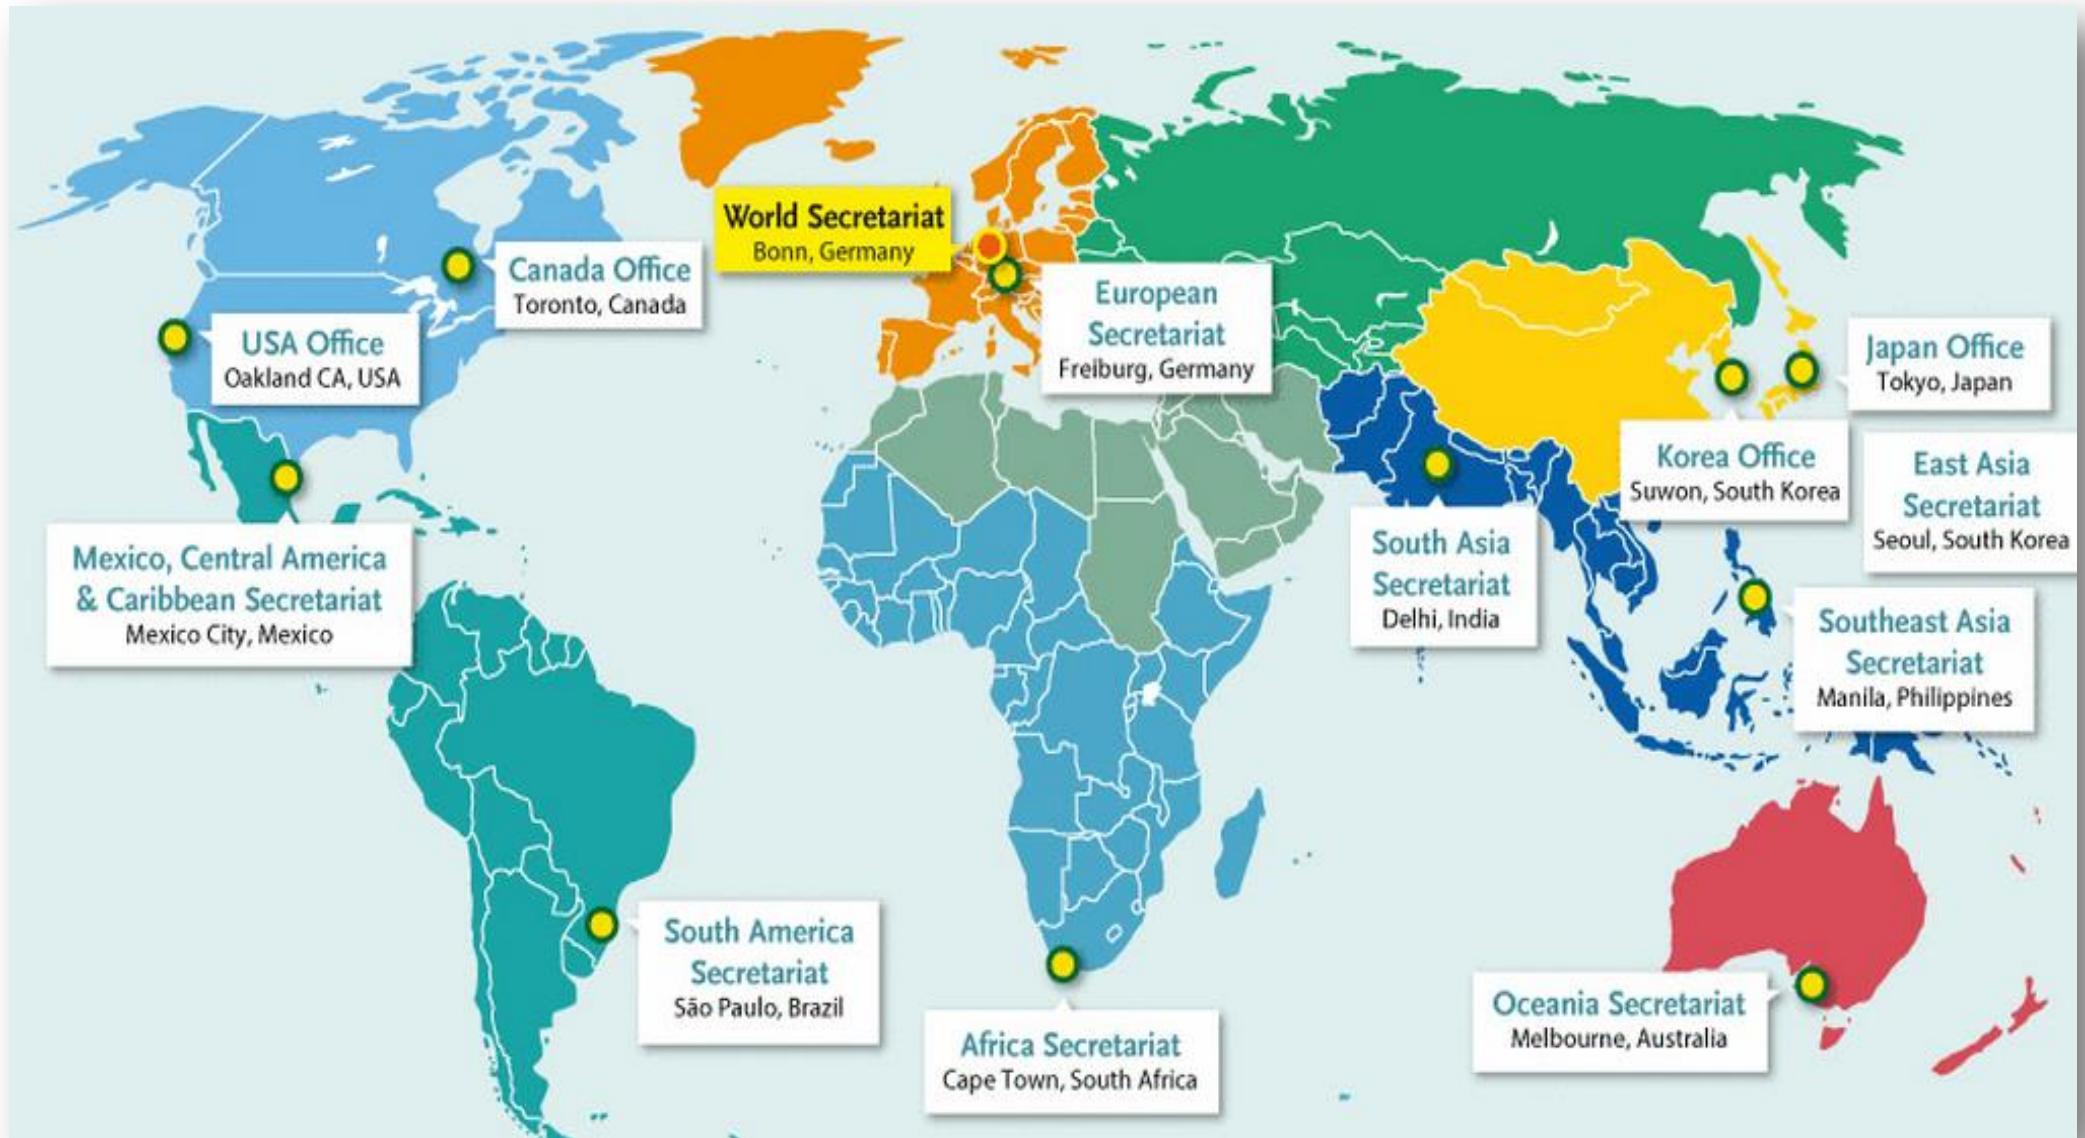 World Secretariat
Bonn, Germany
Canada Office
Toronto, Canada
USA Office
Oakland CA, USA
European
Secretariat
Freiburg, Germany
Japan Office
Tokyo, Japan
Korea Office
Suwon, South Korea
East Asia
Secretariat
Seoul, South Korea
Mexico, Central America
& Caribbean Secretariat
Mexico City, Mexico
South Asia
Secretariat
Delhi, India
Southeast Asia
Secretariat
Manila, Philippines
South America
Secretariat
São Paulo, Brazil
Africa Secretariat
Cape Town, South Africa
Oceania Secretariat
Melbourne, Australia